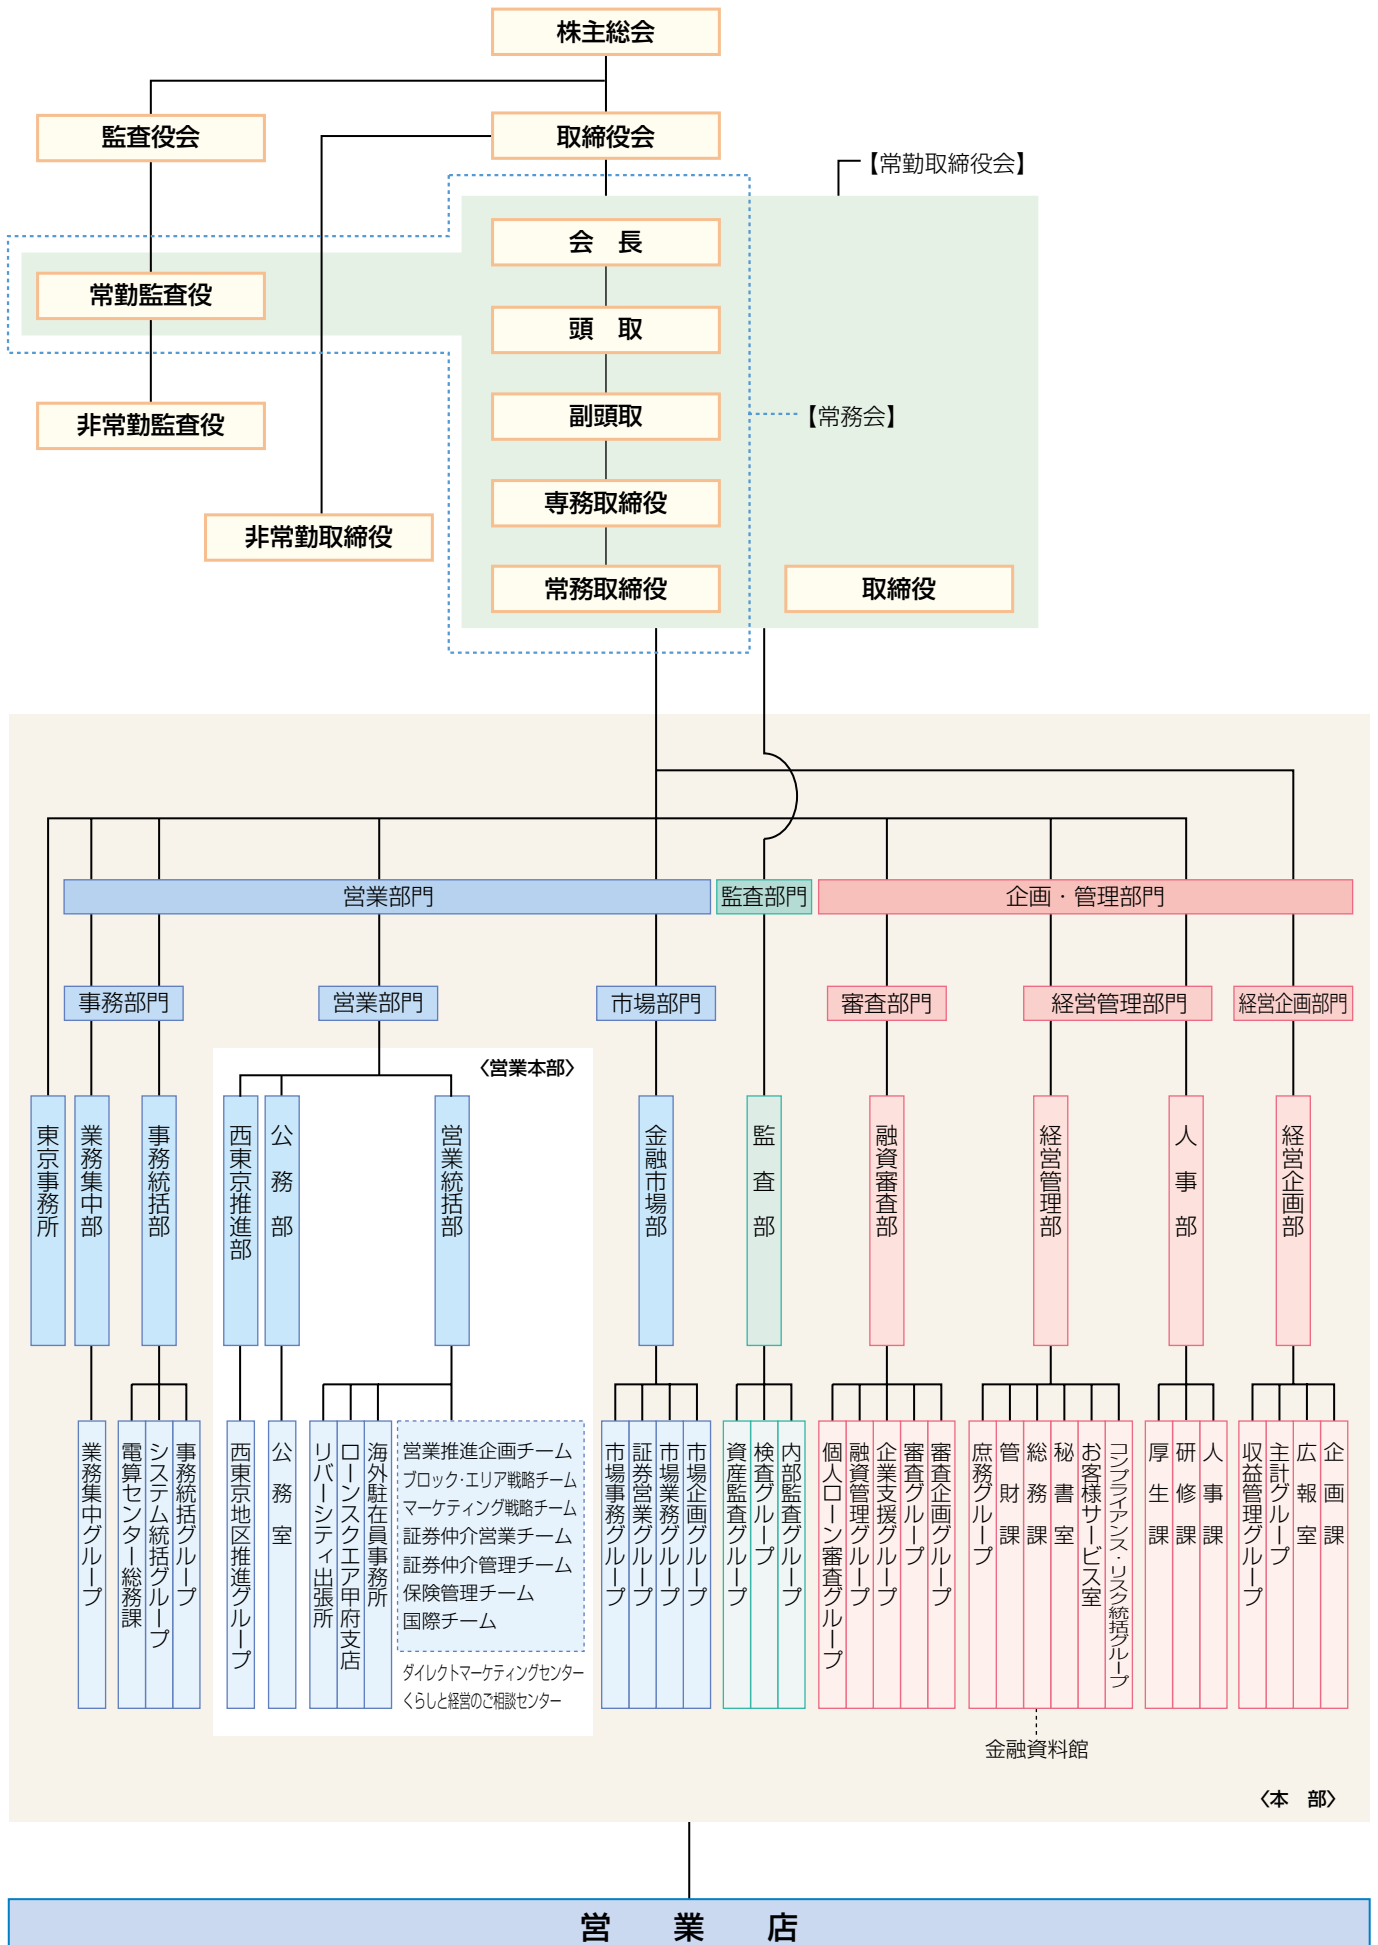 株主総会
監査役会
取締役会
【常勤取締役会】
会　長
常勤監査役
頭　取
副頭取
【常務会】
非常勤監査役
専務取締役
非常勤取締役
常務取締役
取締役
営業部門
監査部門
企画・管理部門
事務部門
営業部門
市場部門
審査部門
経営管理部門
経営企画部門
〈営業本部〉
東京事務所
業務集中部
事務統括部
西東京推進部
公　務　部
営業統括部
金融市場部
監　査　部
融資審査部
経営管理部
人　事　部
経営企画部
業務集中グループ
電算センター総務課
システム統括グループ
事務統括グループ
西東京地区推進グループ
公　務　室
リバーシティ出張所
ローンスクエア甲府支店
海外駐在員事務所
営業推進企画チーム
ブロック・エリア戦略チーム
マーケティング戦略チーム
証券仲介営業チーム
証券仲介管理チーム
保険管理チーム
国際チーム
ダイレクトマーケティングセンター
くらしと経営のご相談センター
市場事務グループ
証券営業グループ
市場業務グループ
市場企画グループ
資産監査グループ
検査グループ
内部監査グループ
個人ローン審査グループ
融資管理グループ
企業支援グループ
審査グループ
審査企画グループ
庶務グループ
管　財　課
総　務　課
秘　書　室
お客様サービス室
コンプライアンス・リスク統括グループ
厚　生　課
研　修　課
人　事　課
収益管理グループ
主計グループ
広　報　室
企　画　課
金融資料館
〈本　部〉
営　業　店